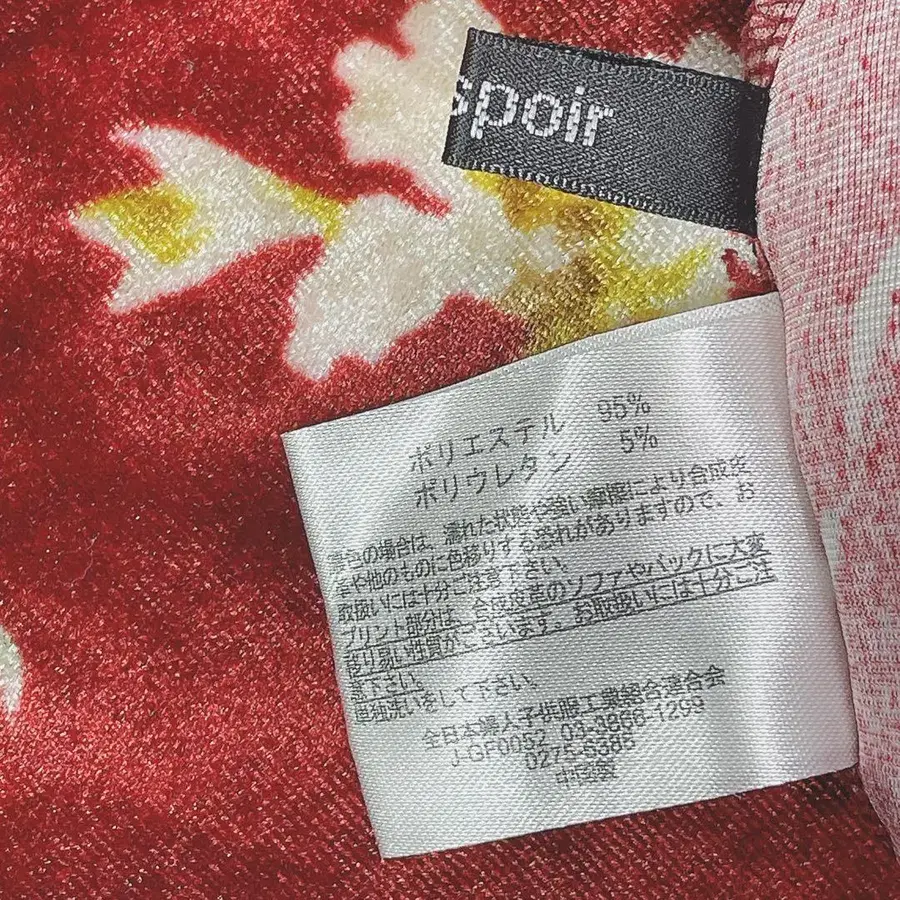 spoir
ポリエステル 95%
ポリウレタン 5%
濃色の場合は、濡れた状態や強い摩擦により合成皮
革や他のものに色移りする恐れがありますので、お
取扱いには十分ご注意下さい。
プリント部分は、合成皮革のソファやバックに大変
移り易い性質がございます。お取扱いには十分ご注
意下さい。
単独洗いをして下さい。
全日本婦人子供服工業組合連合会
J-GF0052 03-3866-1299
0275-5385
中国製